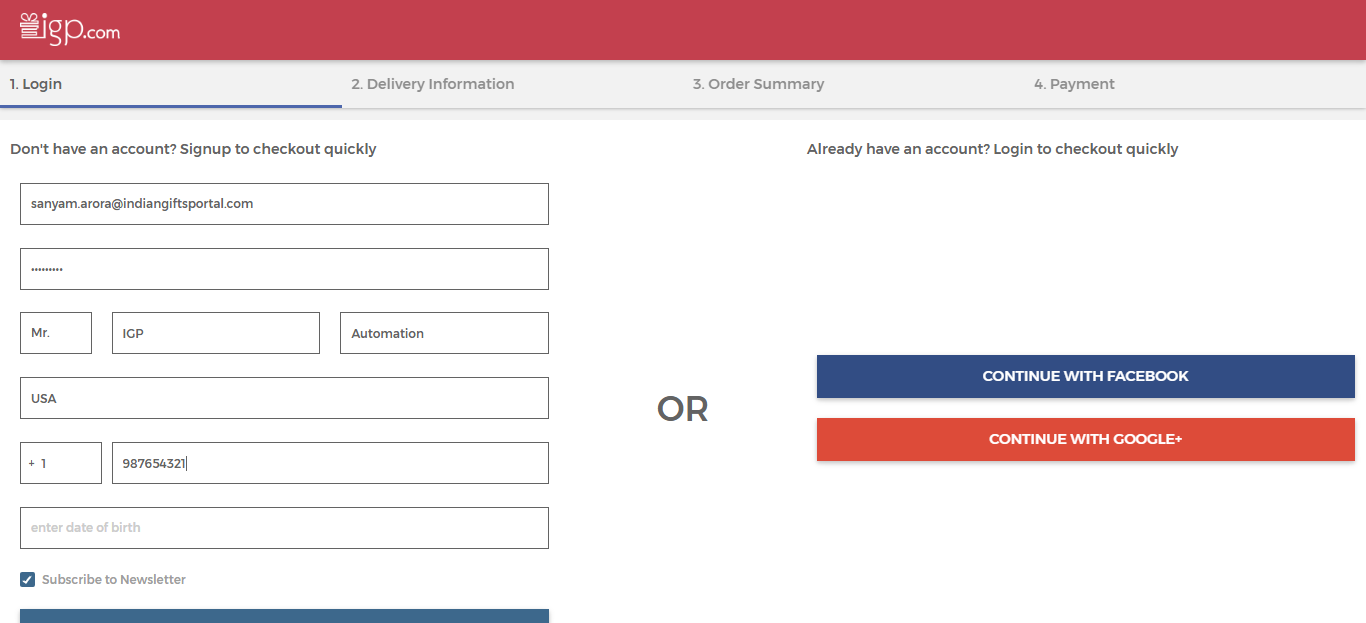 igp.com
1. Login 2. Delivery Information 3. Order Summary 4. Payment
Don't have an account? Signup to checkout quickly
sanyam.arora@indiangiftsportal.com
•••••••••
Mr. IGP Automation
USA
+ 1 987654321
enter date of birth
Subscribe to Newsletter
OR
Already have an account? Login to checkout quickly
CONTINUE WITH FACEBOOK
CONTINUE WITH GOOGLE+